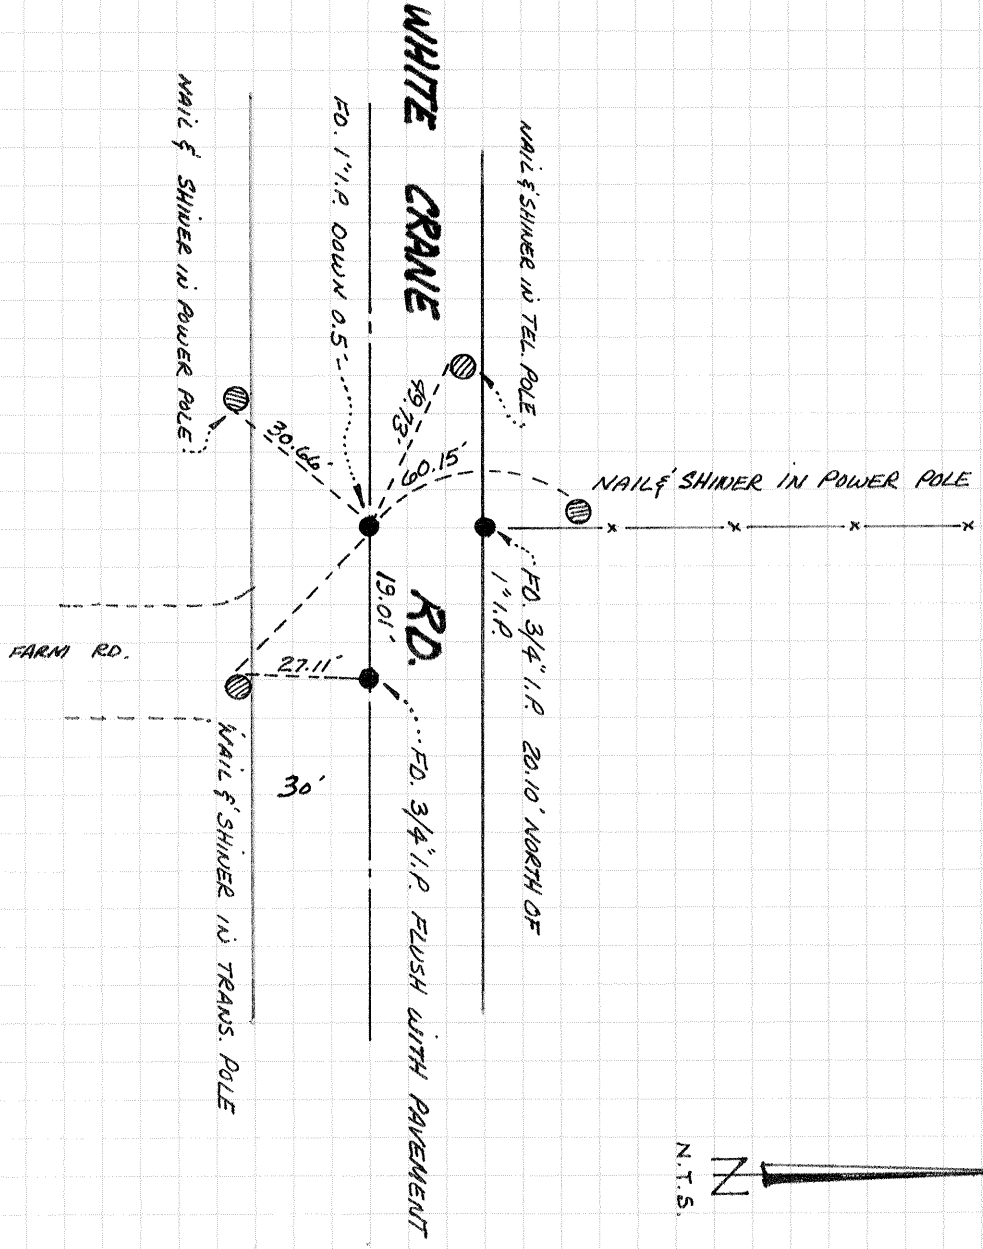 WHITE CRANE RD.
NAIL & SHINER IN POWER POLE
FD. 1" I.P. DOWN 0.5'
NAIL & SHINER IN TEL. POLE
30.66'
49.73'
60.15'
NAIL & SHINER IN POWER POLE
FD. 3/4" I.P. 20.10' NORTH OF
1" I.P.
19.01'
FARM RD.
27.11'
FD. 3/4" I.P. FLUSH WITH PAVEMENT
30'
NAIL & SHINER IN TRANS. POLE
N
N.T.S.